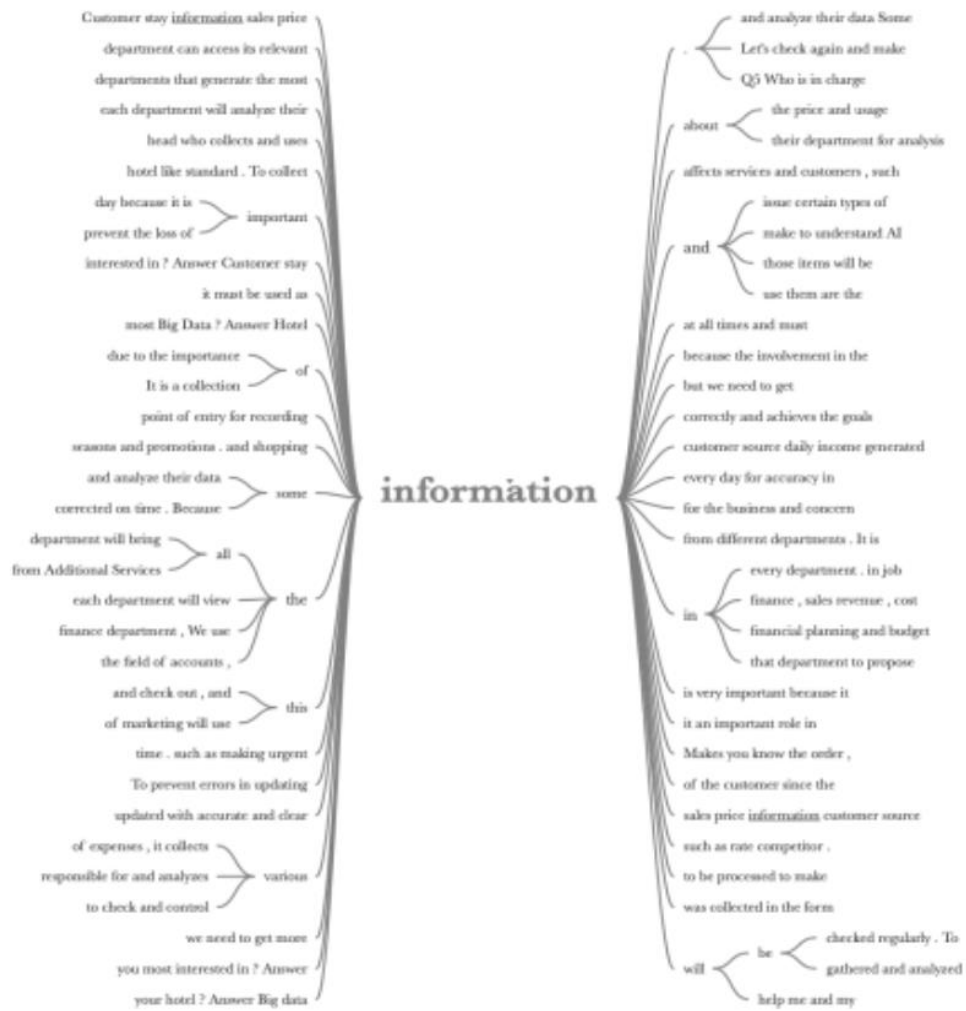 Customer stay information sales price
department can access its relevant
departments that generate the most
each department will analyze their
head who collects and uses
hotel like standard . To collect
day because it is
prevent the loss of
important
interested in ? Answer Customer stay
it must be used as
most Big Data ? Answer Hotel
due to the importance
It is a collection
of
point of entry for recording
seasons and promotions . and shopping
and analyze their data
corrected on time . Because
some
department will being
from Additional Services
all
each department will view
finance department , We use
the field of accounts ,
the
and check out , and
of marketing will use
this
time . such as making urgent
To prevent errors in updating
updated with accurate and clear
of expenses , it collects
responsible for and analyzes
to check and control
various
we need to get more
you most interested in ? Answer
your hotel ? Answer Big data
information
.
and analyze their data Some
Let's check again and make
Q5 Who is in charge
about
the price and usage
their department for analysis
affects services and customers , such
and
issue certain types of
make to understand AI
those items will be
use them are the
at all times and must
because the involvement in the
but we need to get
correctly and achieves the goals
customer source daily income generated
every day for accuracy in
for the business and concern
from different departments . It is
in
every department . in job
finance , sales revenue , cost
financial planning and budget
that department to propose
is very important because it
it an important role in
Makes you know the order ,
of the customer since the
sales price information customer source
such as rate competitor .
to be processed to make
was collected in the form
will
be
checked regularly . To
gathered and analyzed
help me and my